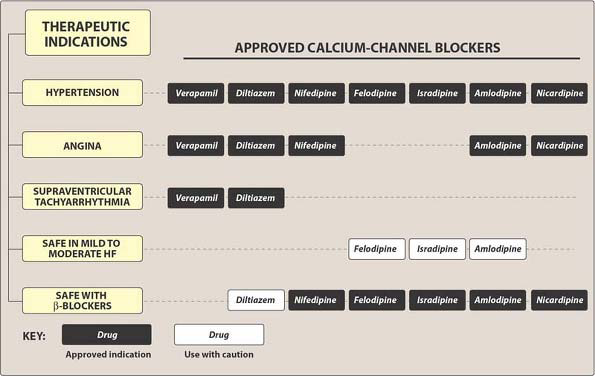 THERAPEUTIC
INDICATIONS
APPROVED CALCIUM-CHANNEL BLOCKERS
HYPERTENSION Verapamil Diltiazem Nifedipine Felodipine Isradipine Amlodipine Nicardipine
ANGINA Verapamil Diltiazem Nifedipine Amlodipine Nicardipine
SUPRAVENTRICULAR
TACHYARRHYTHMIA
Verapamil Diltiazem
SAFE IN MILD TO
MODERATE HF
Felodipine Isradipine Amlodipine
SAFE WITH
β-BLOCKERS
Diltiazem Nifedipine Felodipine Isradipine Amlodipine Nicardipine
KEY: Drug Drug
Approved indication Use with caution